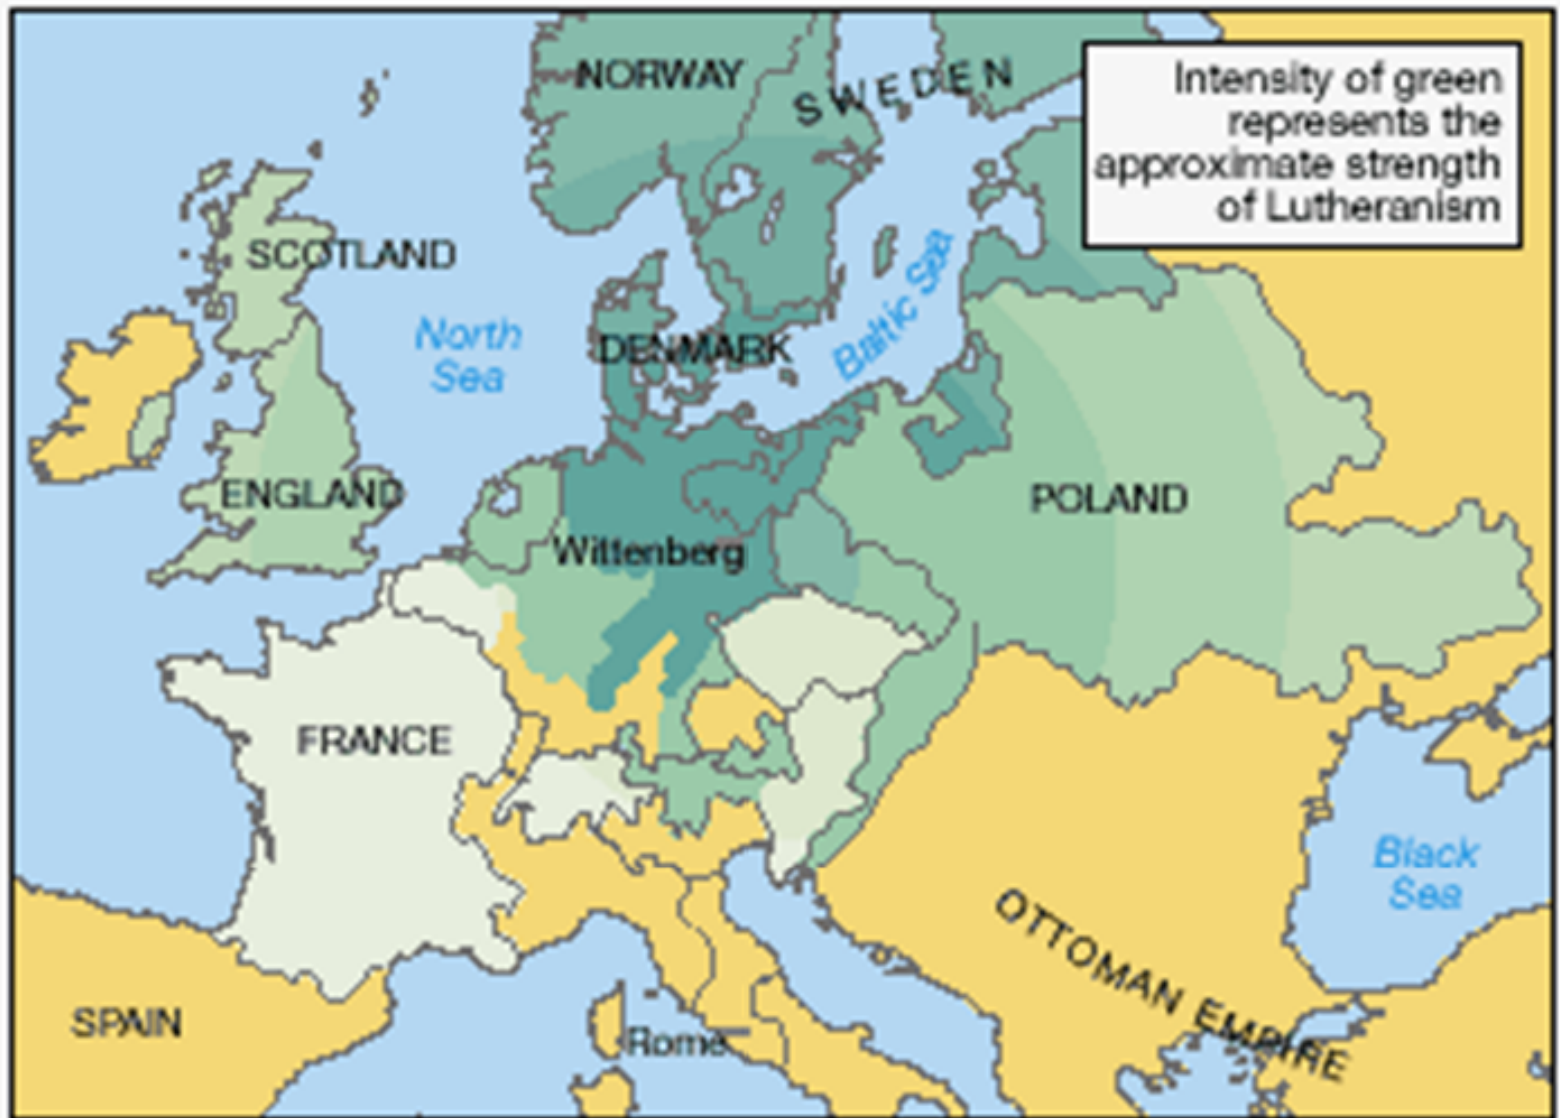 NORWAY
SWEDEN
Intensity of green
represents the
approximate strength
of Lutheranism
SCOTLAND
North
Sea
Baltic Sea
DENMARK
ENGLAND
POLAND
Wittenberg
FRANCE
Black
Sea
OTTOMAN EMPIRE
SPAIN
Rome